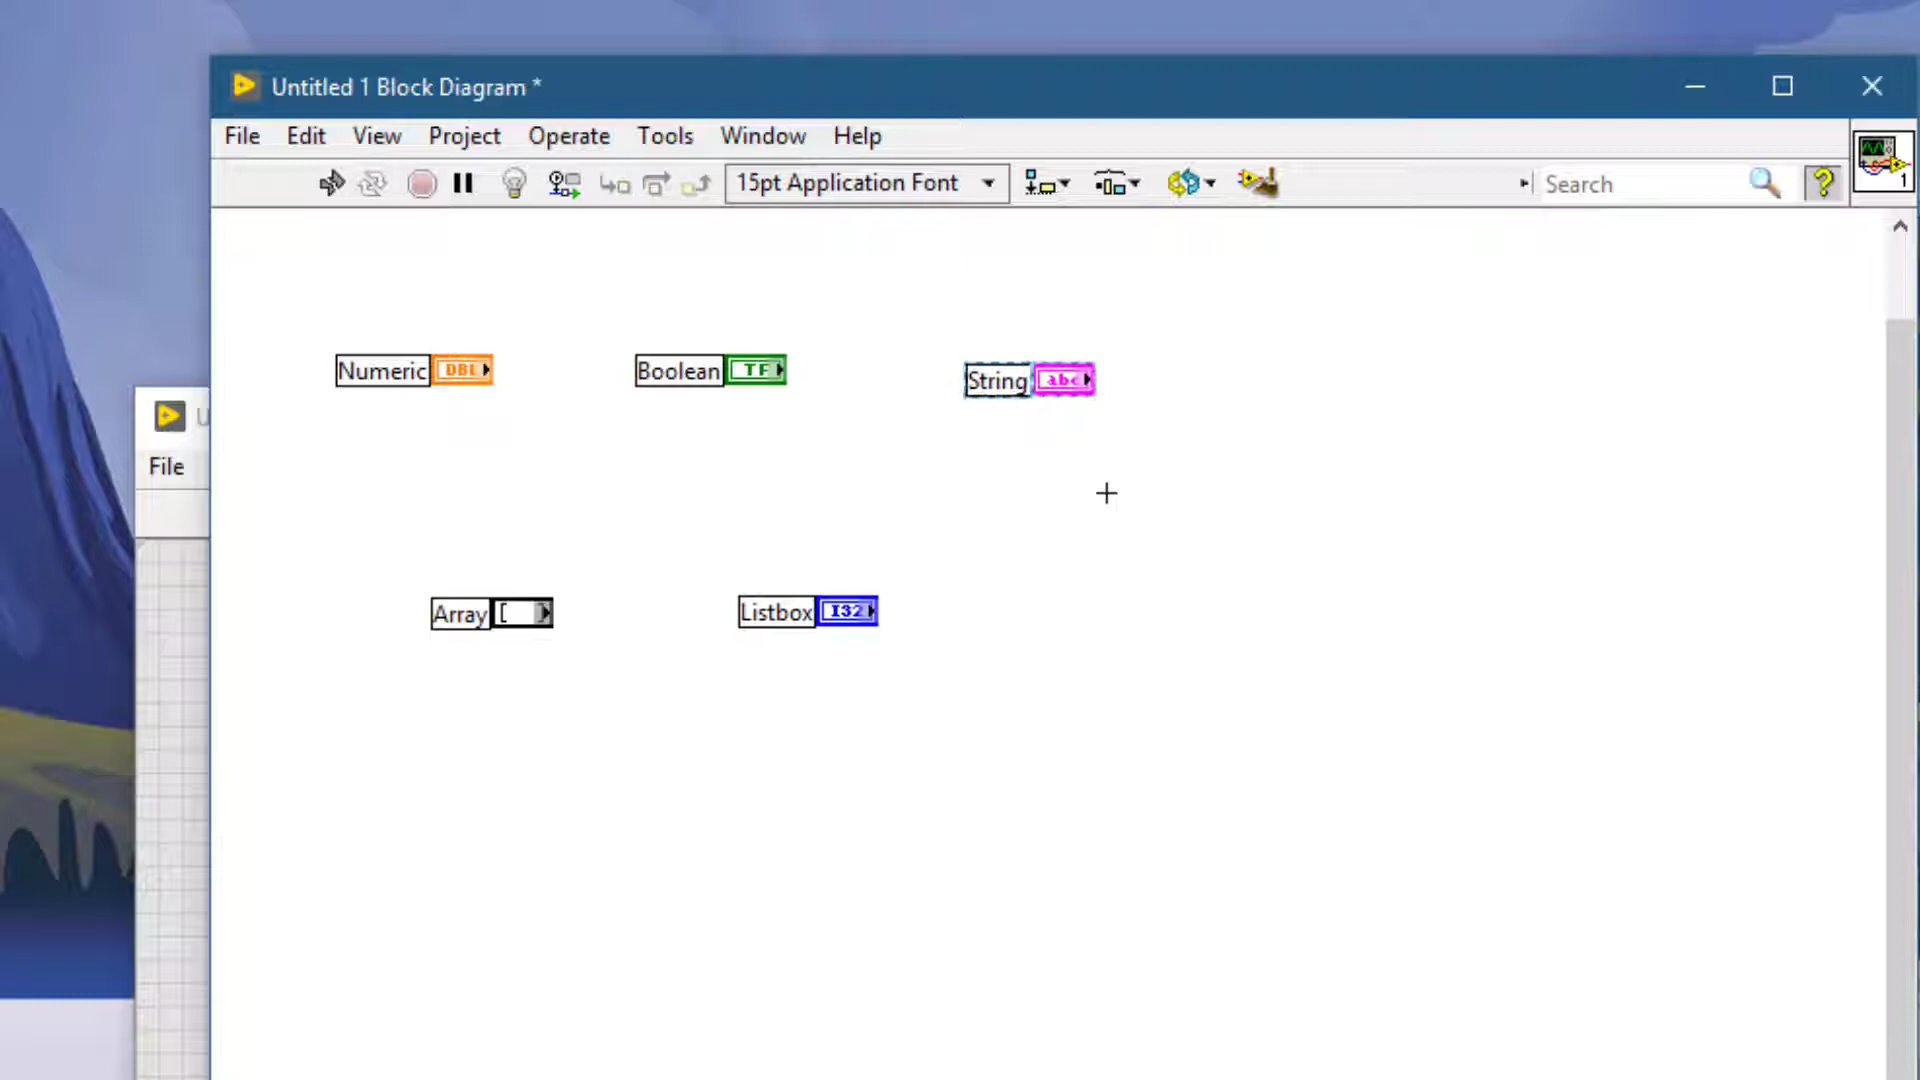 Untitled 1 Block Diagram *
File Edit View Project Operate Tools Window Help
15pt Application Font
Search
?
1
Numeric DBL
Boolean TF
String abc
File
Array [ ]
Listbox I32